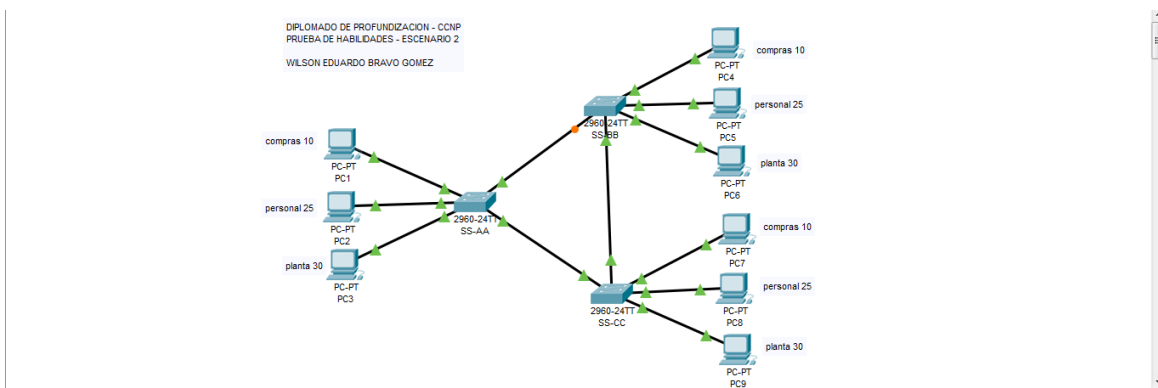 DIPLOMADO DE PROFUNDIZACION - CCNP
PRUEBA DE HABILIDADES - ESCENARIO 2
WILSON EDUARDO BRAVO GOMEZ
compras 10
PC-PT
PC1
personal 25
PC-PT
PC2
planta 30
PC-PT
PC3
2960-24TT
SS-AA
2960-24TT
SS-BB
compras 10
PC-PT
PC4
personal 25
PC-PT
PC5
planta 30
PC-PT
PC6
2960-24TT
SS-CC
compras 10
PC-PT
PC7
personal 25
PC-PT
PC8
planta 30
PC-PT
PC9